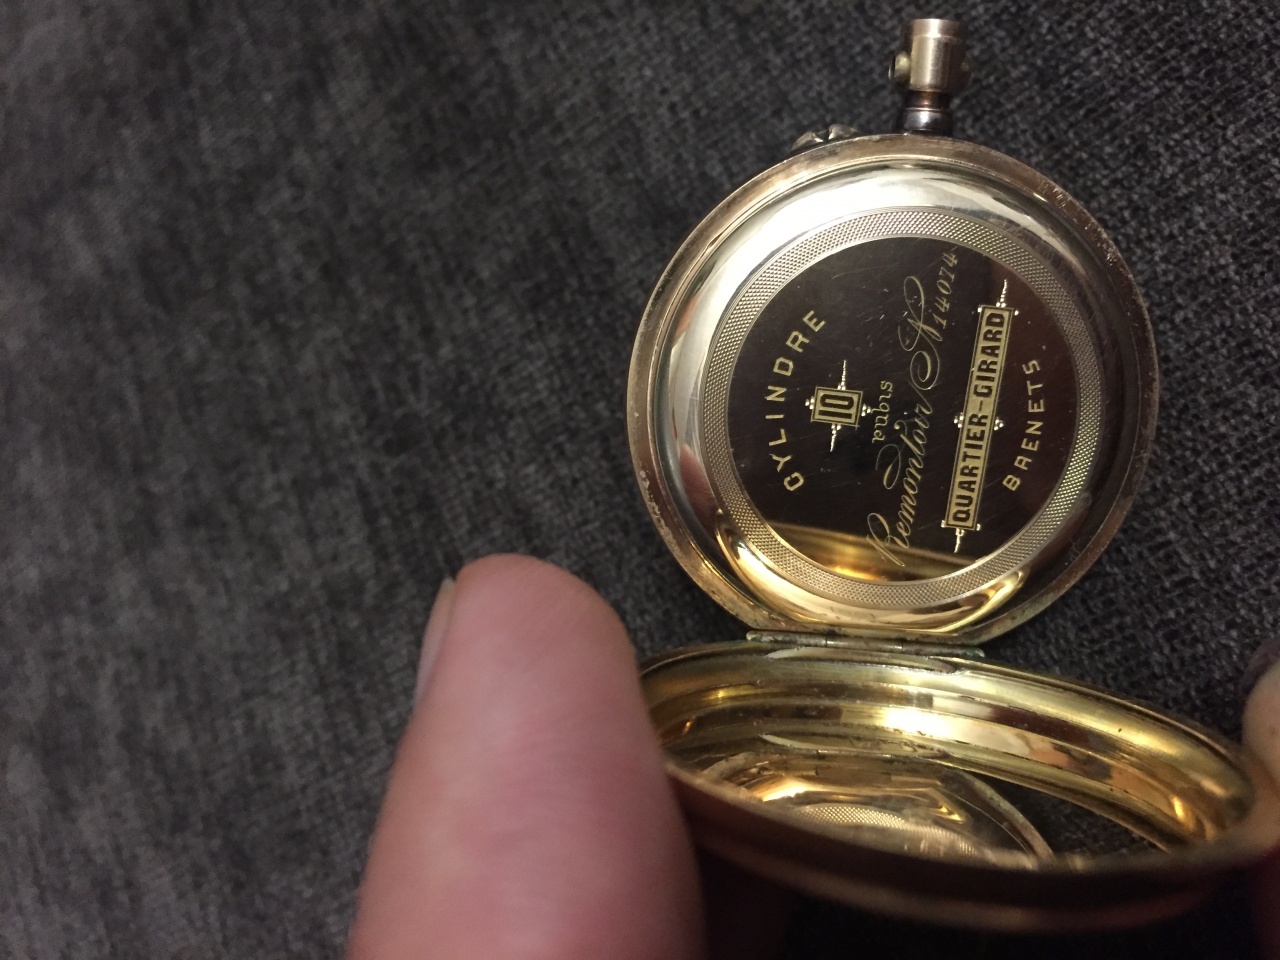 CYLINDRE
10
rubis
Remontoir N 14074
QUARTIER-GIRARD
BRENETS